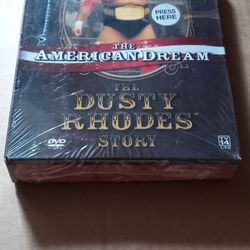 PRESS
HERE
THE
AMERICAN DREAM
THE
DUSTY
RHODES
STORY
DVD
TV
14